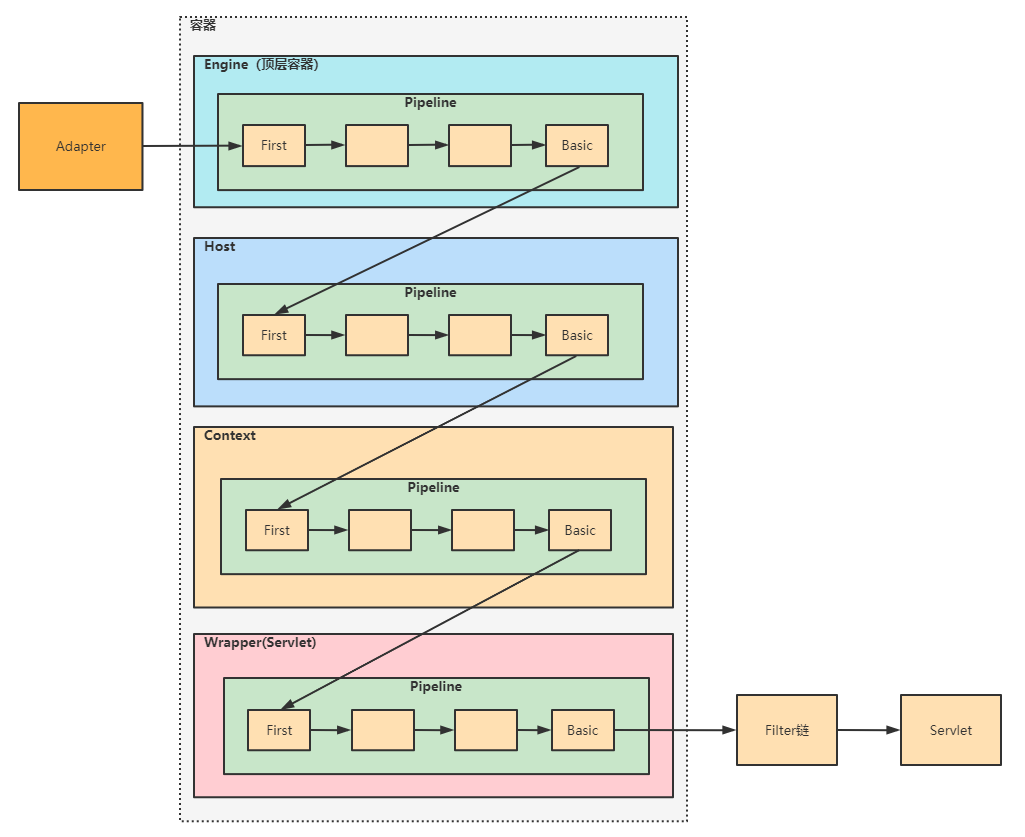 容器
Engine（顶层容器)
Pipeline
Adapter
First
Basic
Host
Pipeline
First
Basic
Context
Pipeline
First
Basic
Wrapper(Servlet)
Pipeline
First
Basic
Filter链
Servlet